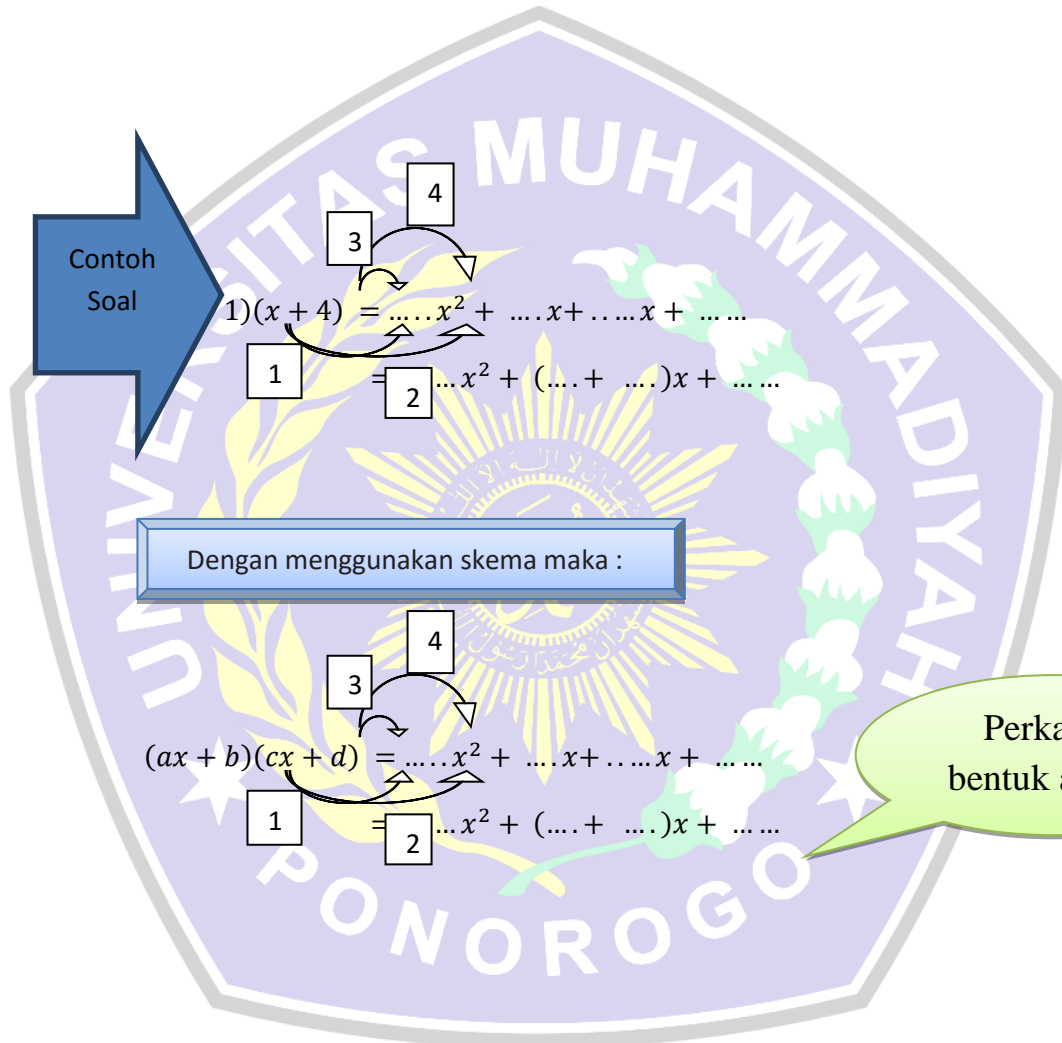 UNIVERSITAS MUHAMMADIYAH
PONOROGO
Contoh
Soal
4
3
1)(x + 4) = ….. x² + …. x+ ..… x + ……
1
2
= … x² + (…. + ….)x + ……
Dengan menggunakan skema maka :
4
3
(ax + b)(cx + d) = ….. x² + …. x+ ..… x + ……
1
2
= … x² + (…. + ….)x + ……
Perka
bentuk a